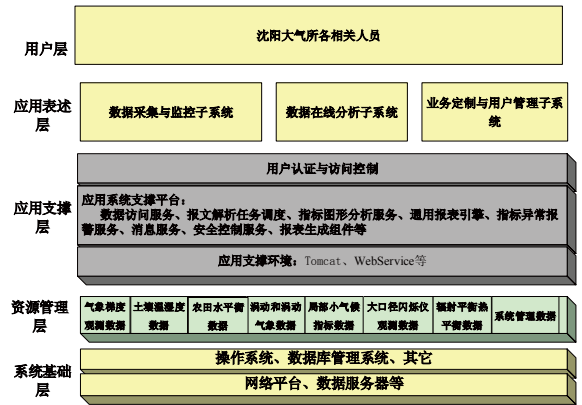 用户层
沈阳大气所各相关人员
应用表述
层
数据采集与监控子系统
数据在线分析子系统
业务定制与用户管理子系
统
用户认证与访问控制
应用支撑
层
应用系统支撑平台：
数据访问服务、报文解析任务调度、指标图形分析服务、通用报表引擎、指标异常报
警服务、消息服务、安全控制服务、报表生成组件等
应用支撑环境：Tomcat、WebService等
资源管理
层
气象梯度
观测数据
土壤温湿度
数据
农田水平衡
数据
涡动和涡动
气象数据
局部小气候
指标数据
大口径闪烁仪
观测数据
辐射平衡热
平衡数据
系统管理数据
系统基础
层
操作系统、数据库管理系统、其它
网络平台、数据服务器等